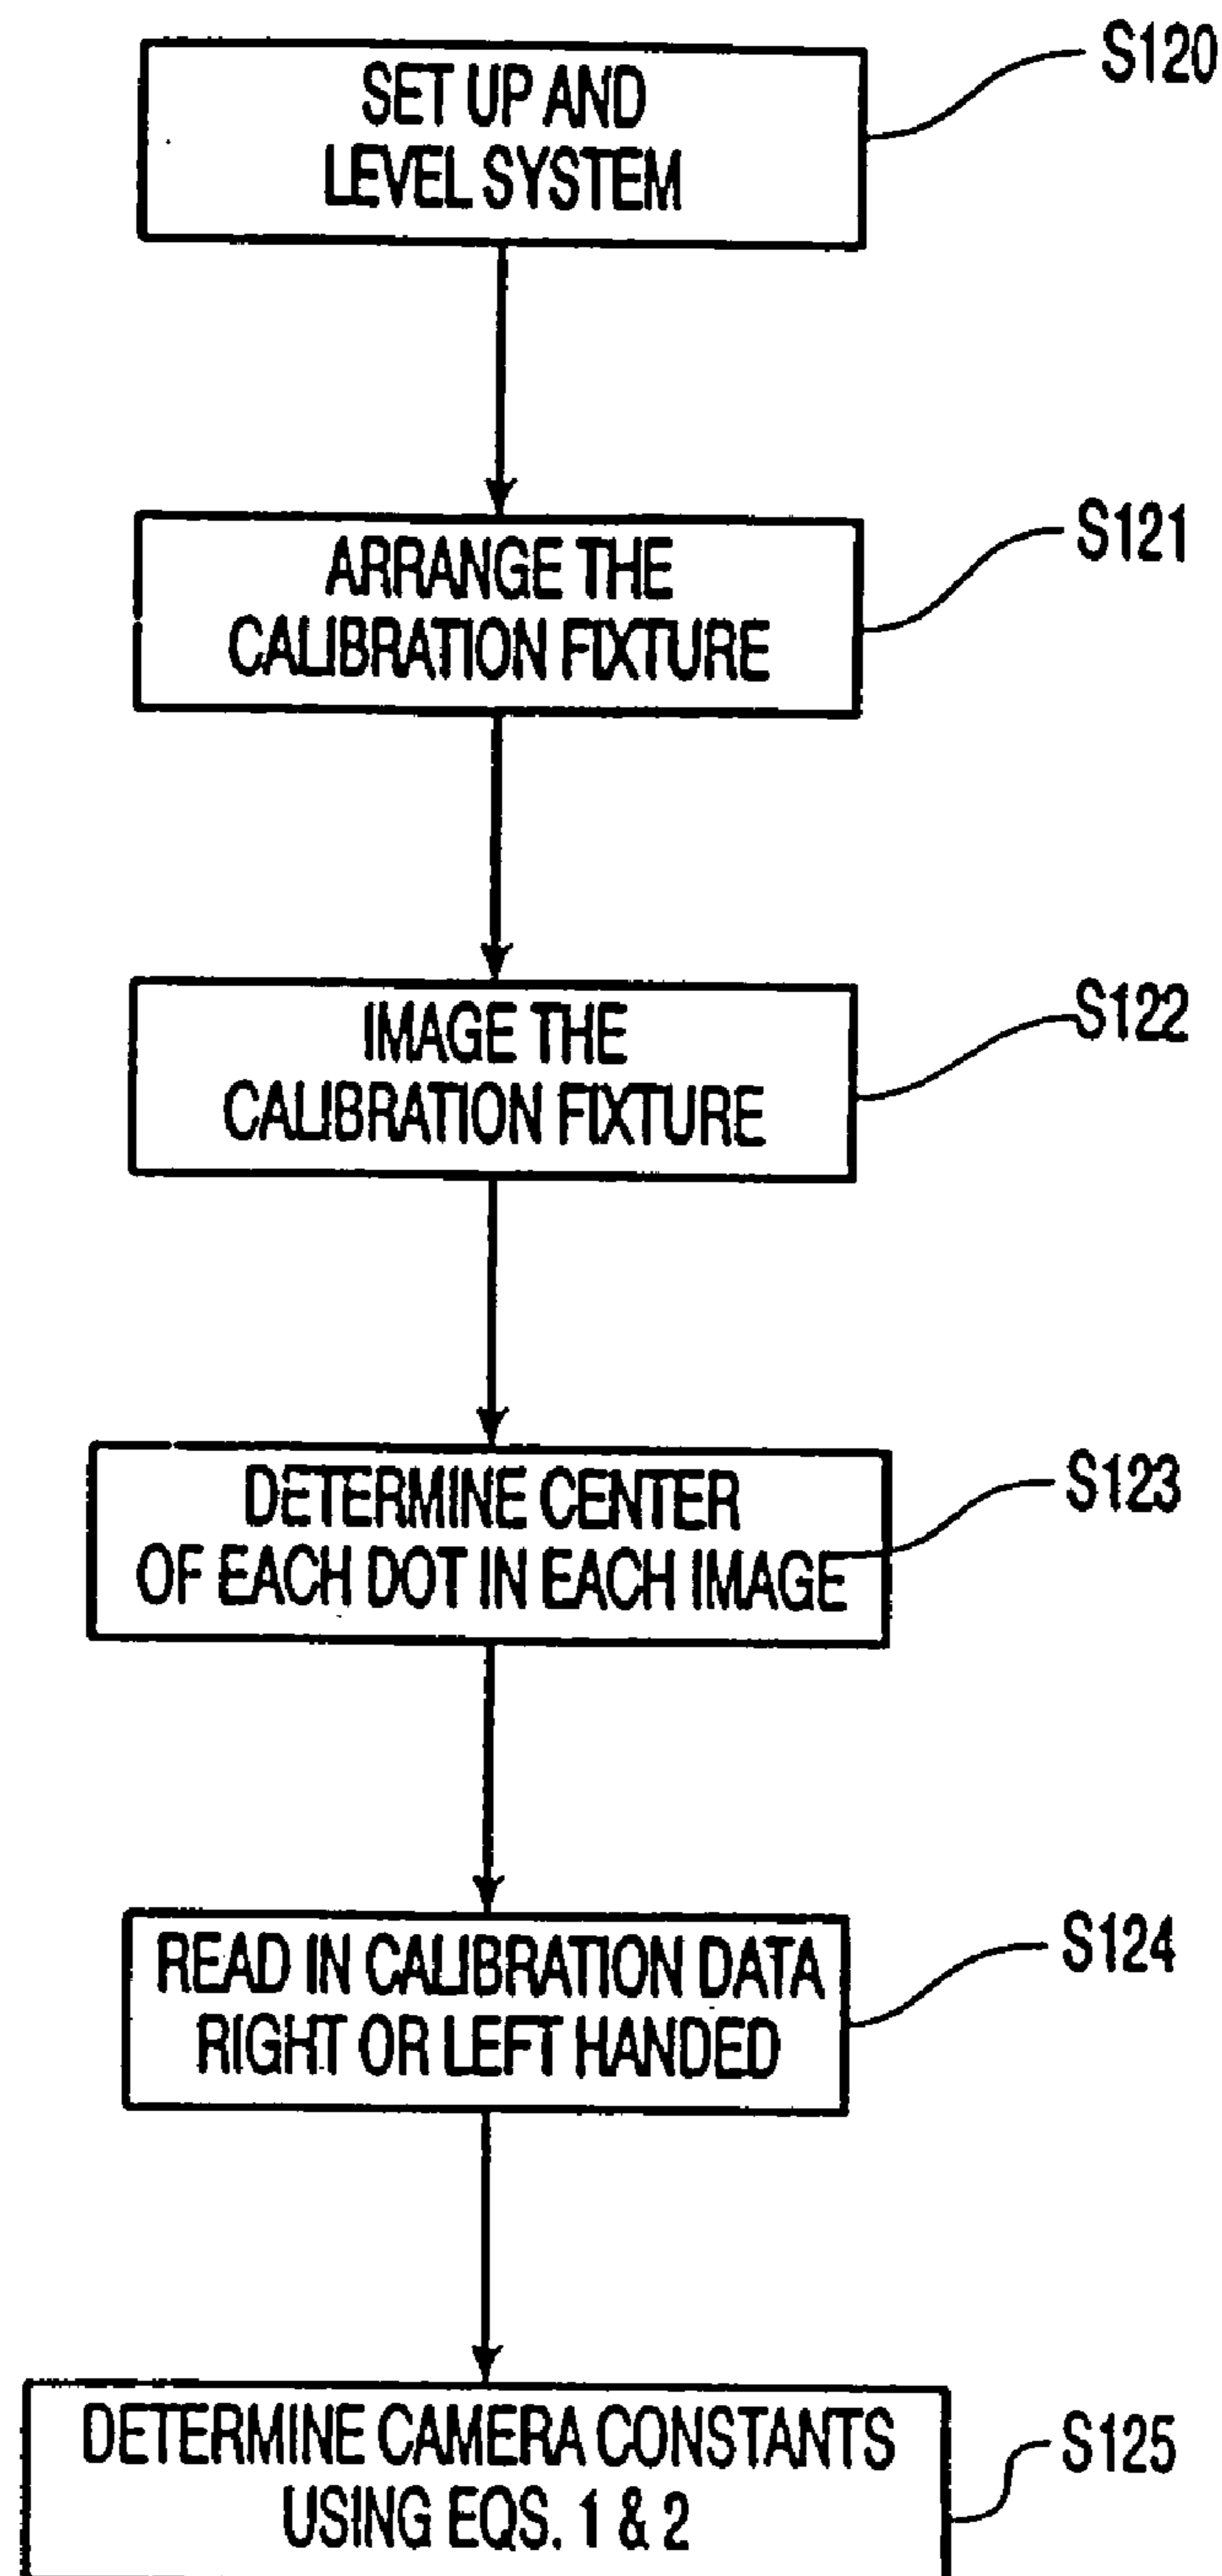 SET UP AND
LEVEL SYSTEM
S120
ARRANGE THE
CALIBRATION FIXTURE
S121
IMAGE THE
CALIBRATION FIXTURE
S122
DETERMINE CENTER
OF EACH DOT IN EACH IMAGE
S123
READ IN CALIBRATION DATA
RIGHT OR LEFT HANDED
S124
DETERMINE CAMERA CONSTANTS
USING EQS. 1 & 2
S125